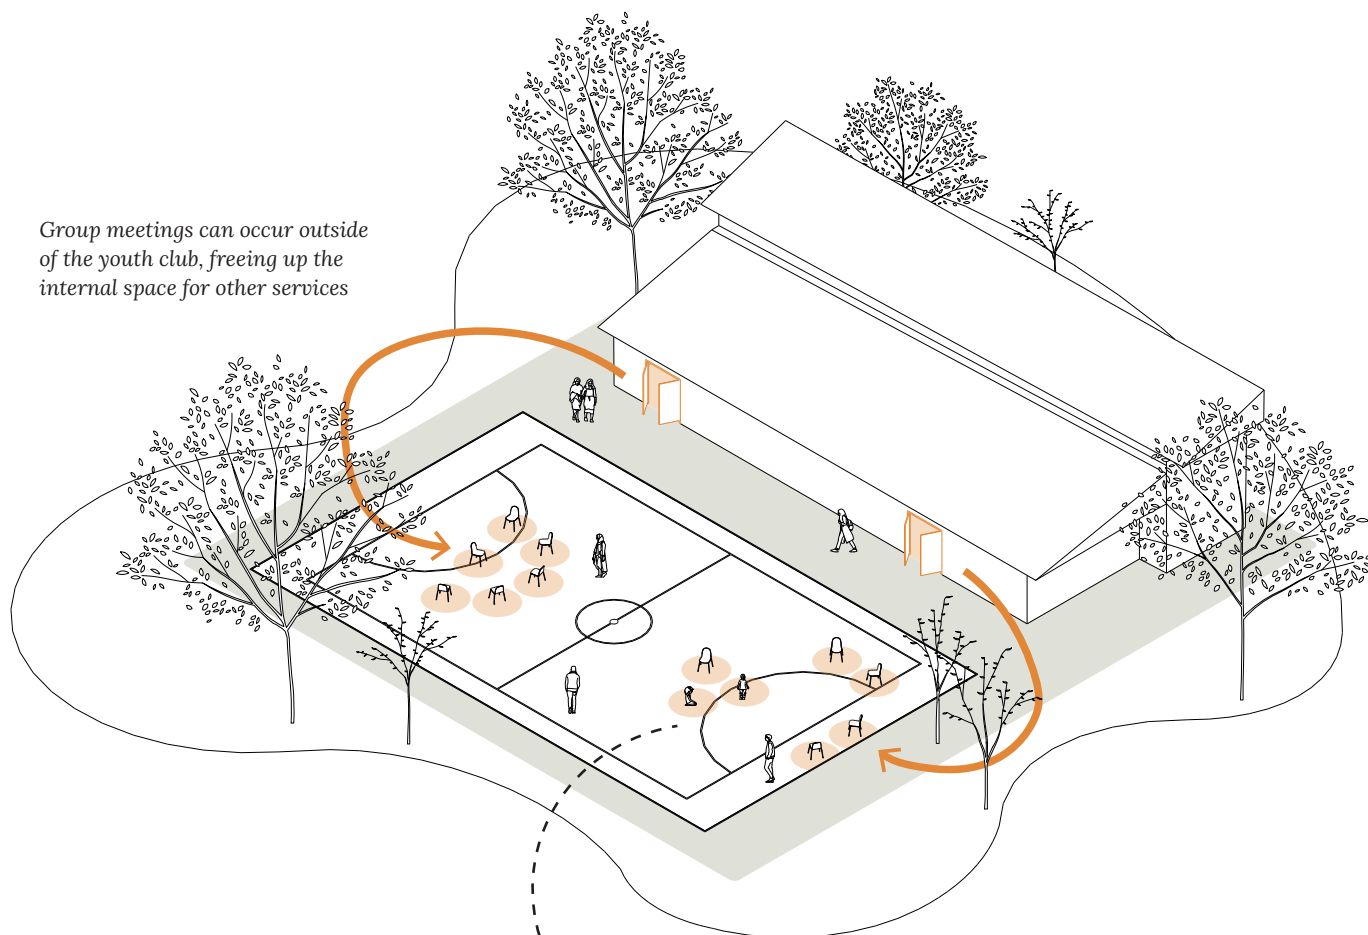 Group meetings can occur outside
of the youth club, freeing up the
internal space for other services